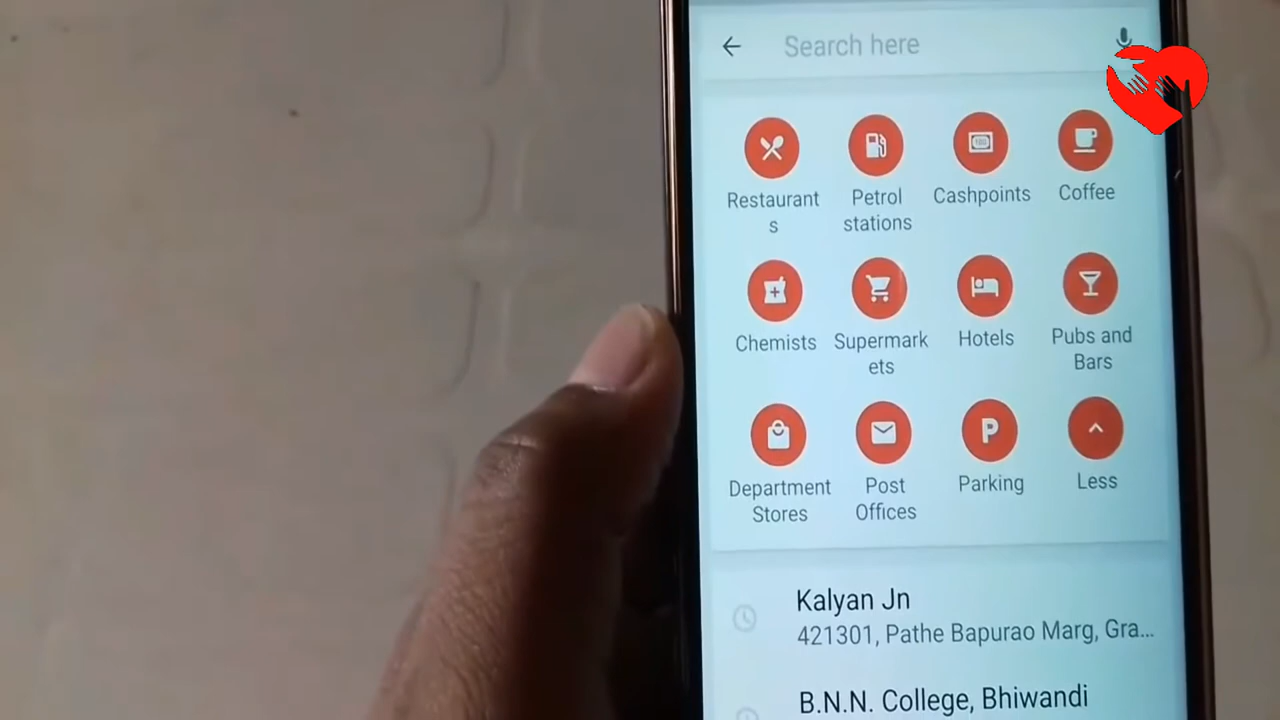 Search here
Restaurant
s
Petrol
stations
Cashpoints
Coffee
Chemists
Supermark
ets
Hotels
Pubs and
Bars
Department
Stores
Post
Offices
P
Parking
Less
Kalyan Jn
421301, Pathe Bapurao Marg, Gra...
B.N.N. College, Bhiwandi